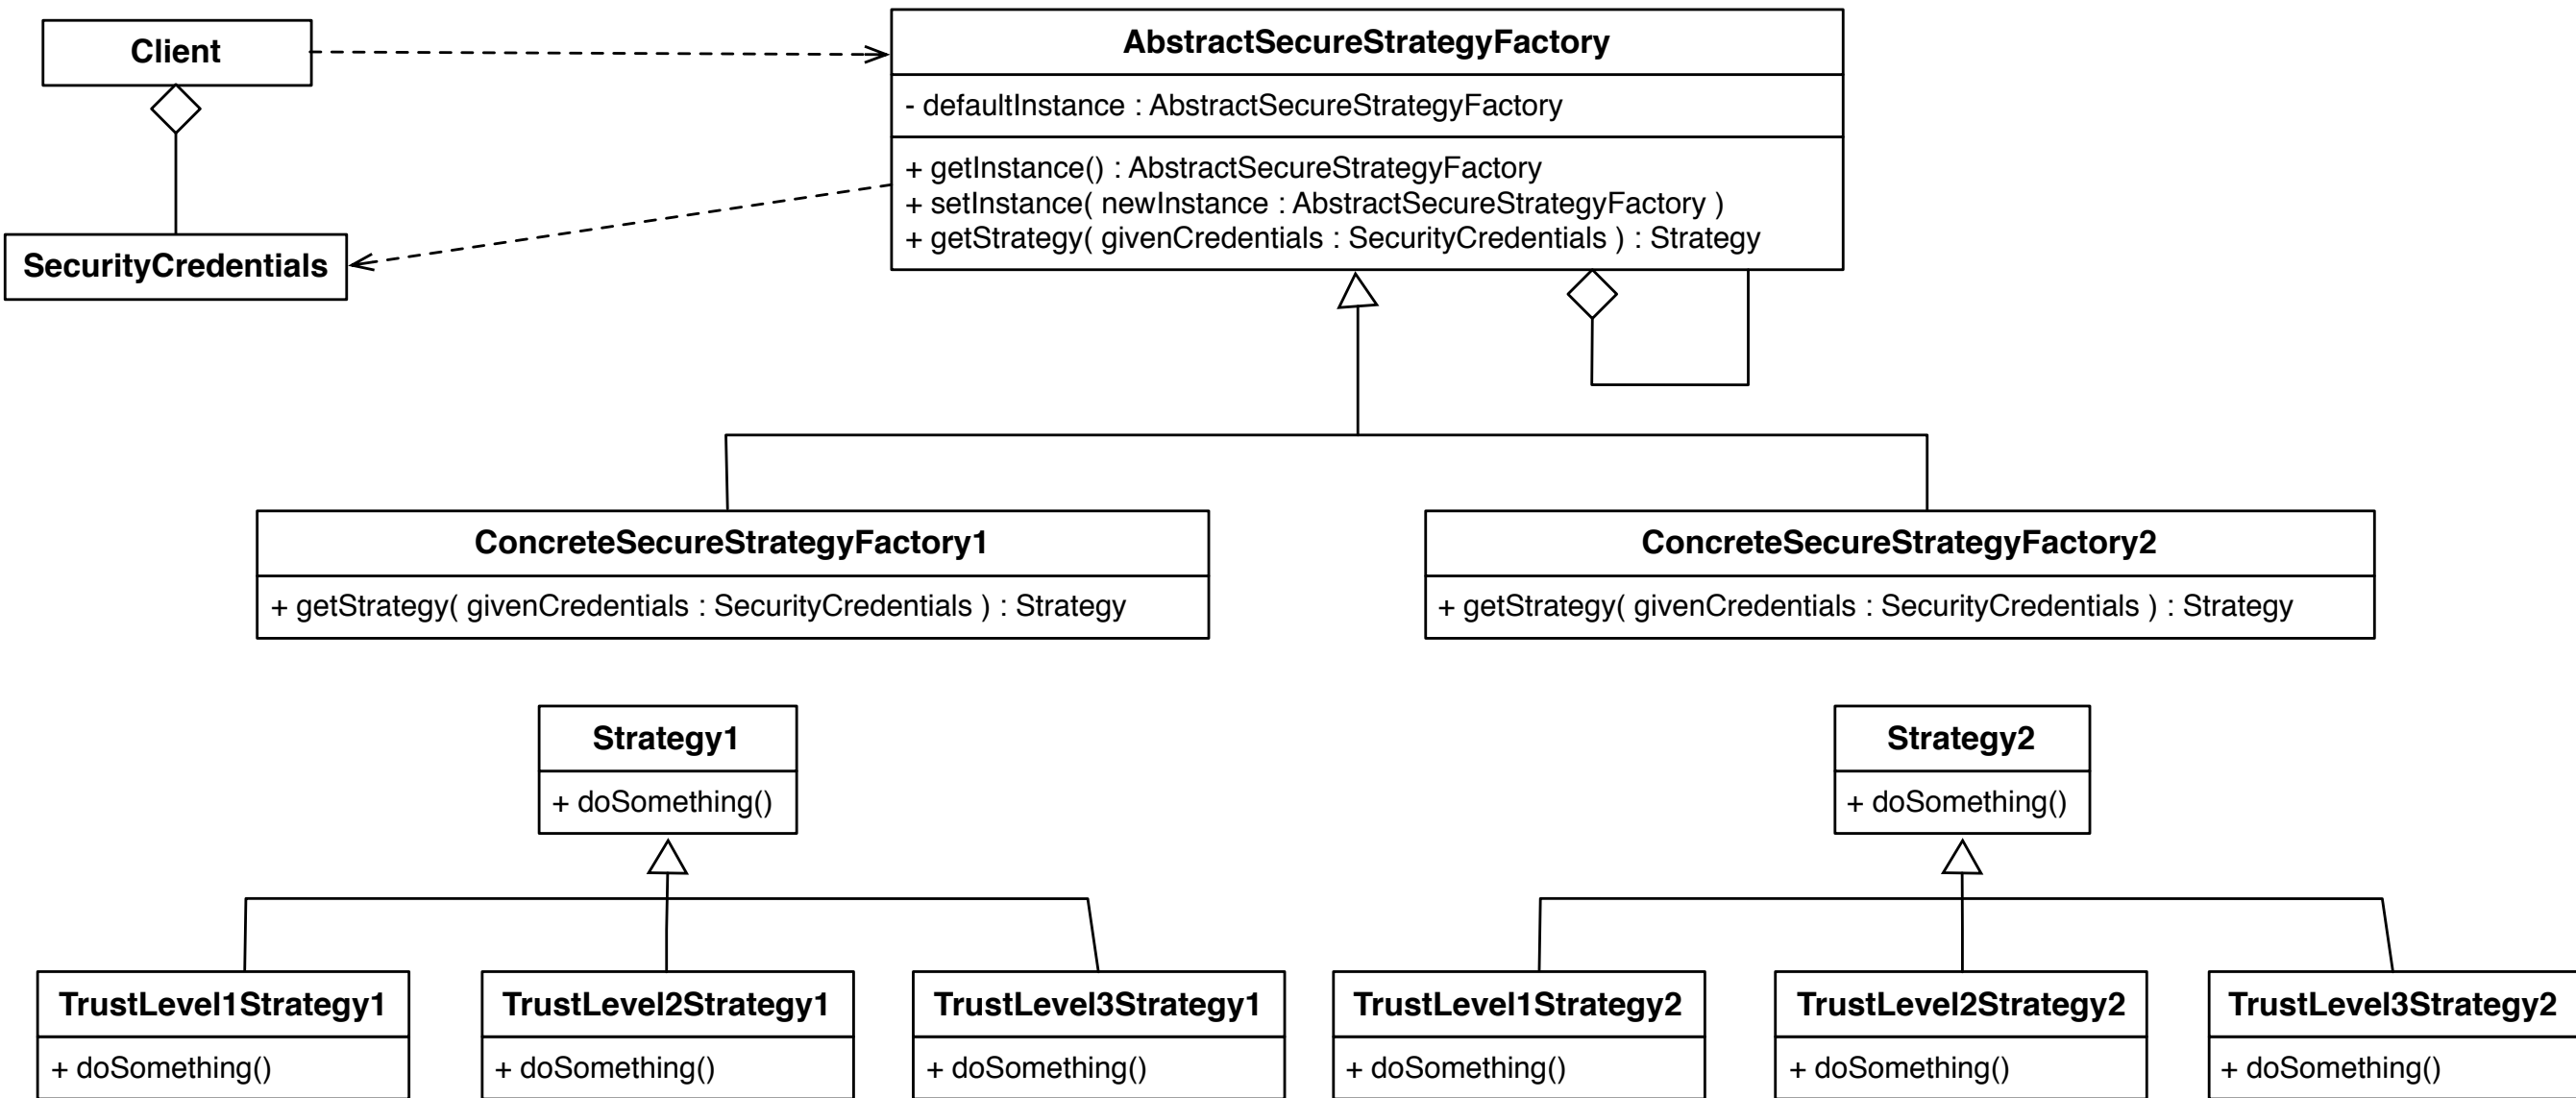 Client
SecurityCredentials
AbstractSecureStrategyFactory
- defaultInstance : AbstractSecureStrategyFactory
+ getInstance() : AbstractSecureStrategyFactory
+ setInstance( newInstance : AbstractSecureStrategyFactory )
+ getStrategy( givenCredentials : SecurityCredentials ) : Strategy
ConcreteSecureStrategyFactory1
+ getStrategy( givenCredentials : SecurityCredentials ) : Strategy
ConcreteSecureStrategyFactory2
+ getStrategy( givenCredentials : SecurityCredentials ) : Strategy
Strategy1
+ doSomething()
Strategy2
+ doSomething()
TrustLevel1Strategy1
+ doSomething()
TrustLevel2Strategy1
+ doSomething()
TrustLevel3Strategy1
+ doSomething()
TrustLevel1Strategy2
+ doSomething()
TrustLevel2Strategy2
+ doSomething()
TrustLevel3Strategy2
+ doSomething()